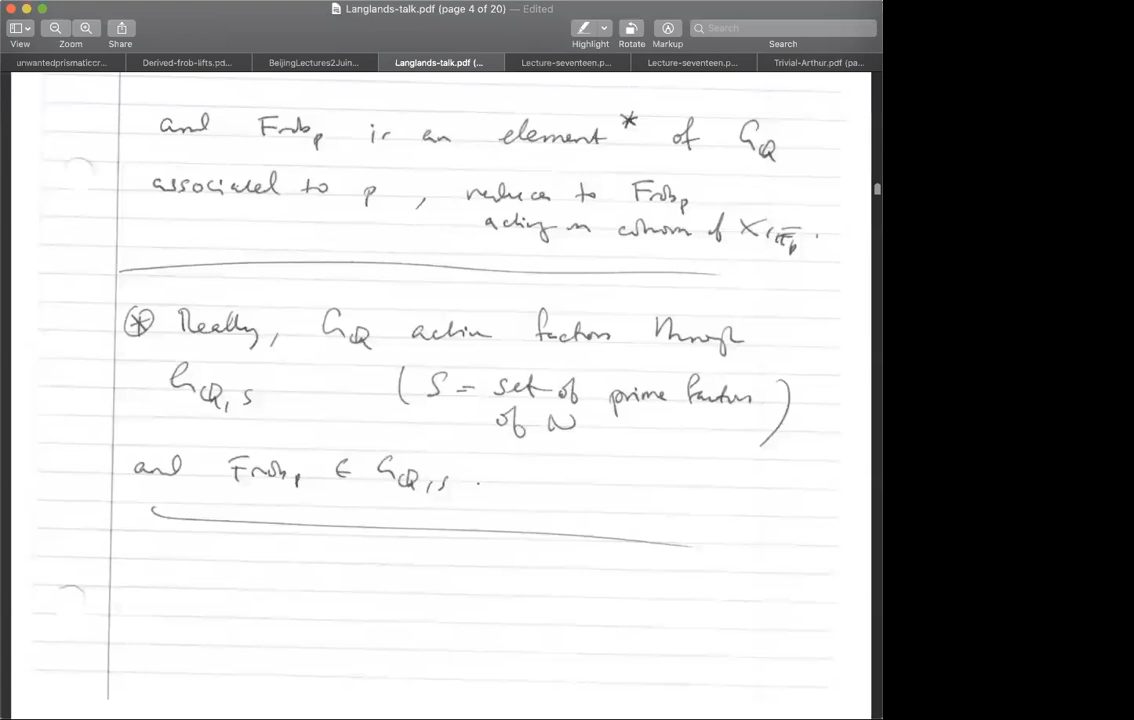 Langlands-talk.pdf (page 4 of 20) — Edited
View Zoom Share Highlight Rotate Markup Search
Search
unwantedprismaticcr... Derived-frob-lifts.pd... BeijingLectures2Juin... Langlands-talk.pdf (... Lecture-seventeen.p... Lecture-seventeen.p... Trivial-Arthur.pdf (pa...
and Frob_p is an element * of G_Q
associated to p , reduces to Frob_p
acting on cohom of X/F̅_p .
⊛ Really, G_Q action factors through
G_Q,S (S = set of prime factors
of N)
and Frob_p ∈ G_Q,S .